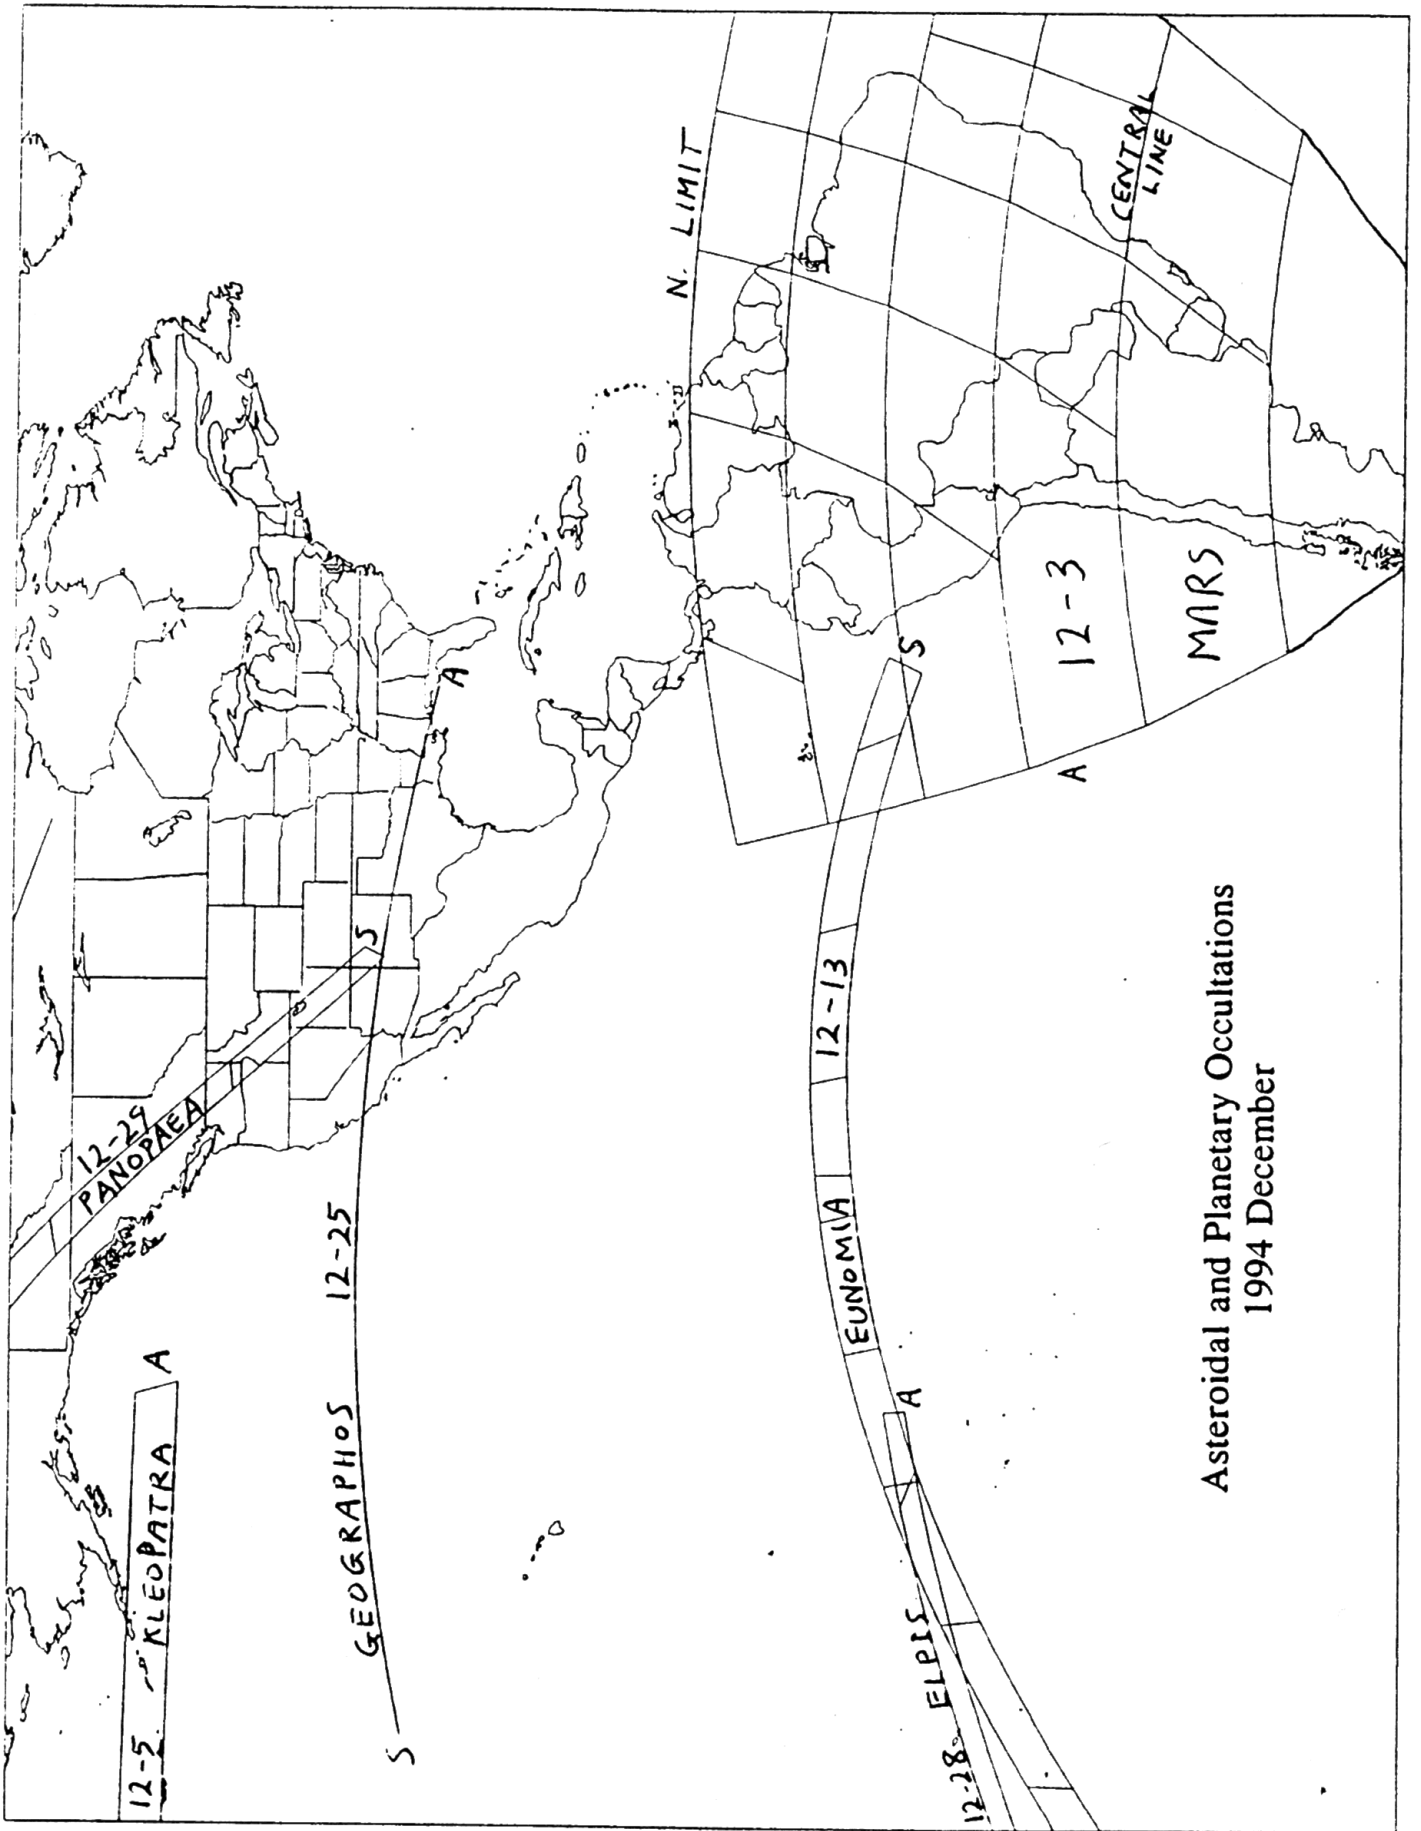 12-5 KLEOPATRA A
12-29
PANOPAEA
S
S GEOGRAPHOS 12-25 A
12-28 ELPIS A
EUNOMIA 12-13 S
N. LIMIT
A
12-3
MARS
CENTRAL
LINE
Asteroidal and Planetary Occultations
1994 December